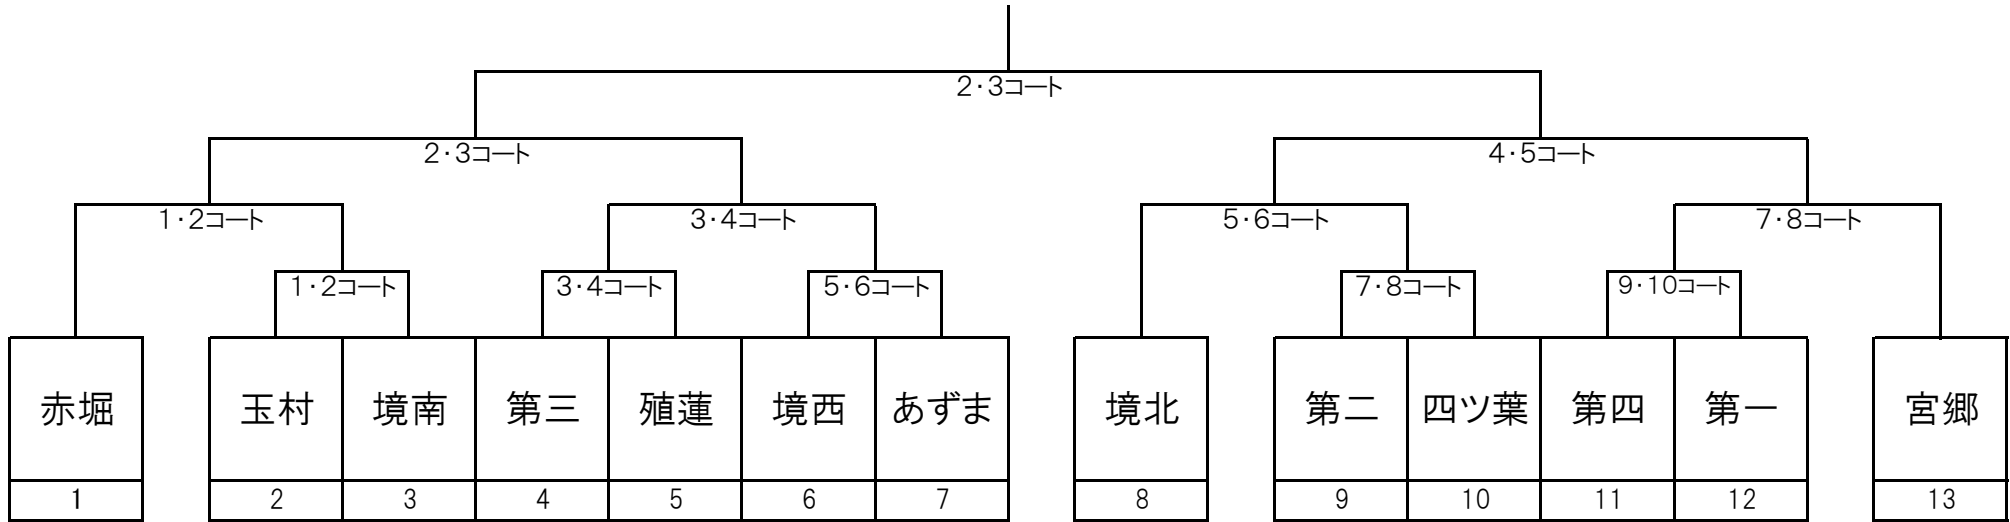 ２・３コート
２・３コート
４・５コート
１・２コート
３・４コート
５・６コート
７・８コート
１・２コート
３・４コート
５・６コート
７・８コート
９・10コート
赤堀
玉村
境南
第三
殖蓮
境西
あずま
境北
第二
四ツ葉
第四
第一
宮郷
1
2
3
4
5
6
7
8
9
10
11
12
13